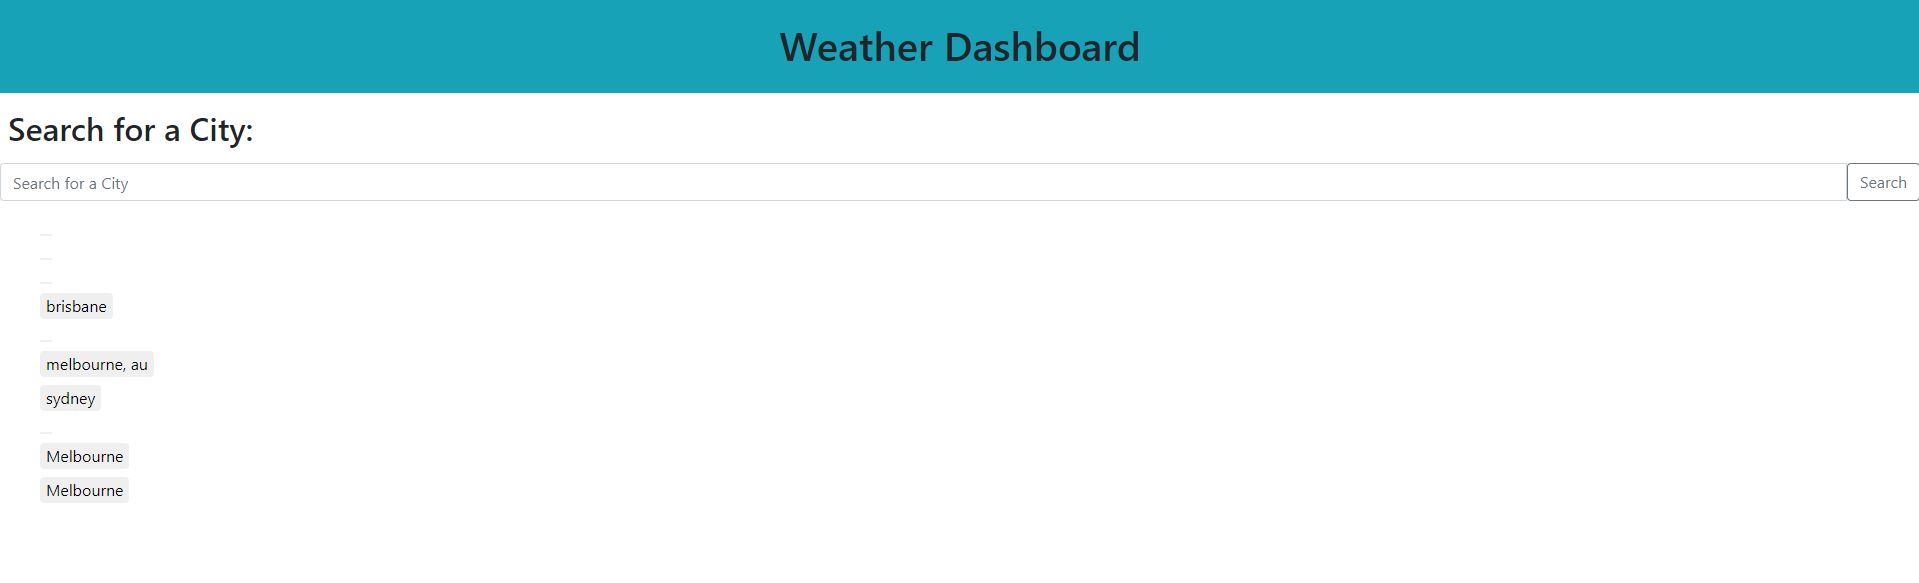 Weather Dashboard
Search for a City:
Search for a City
Search
brisbane
melbourne, au
sydney
Melbourne
Melbourne